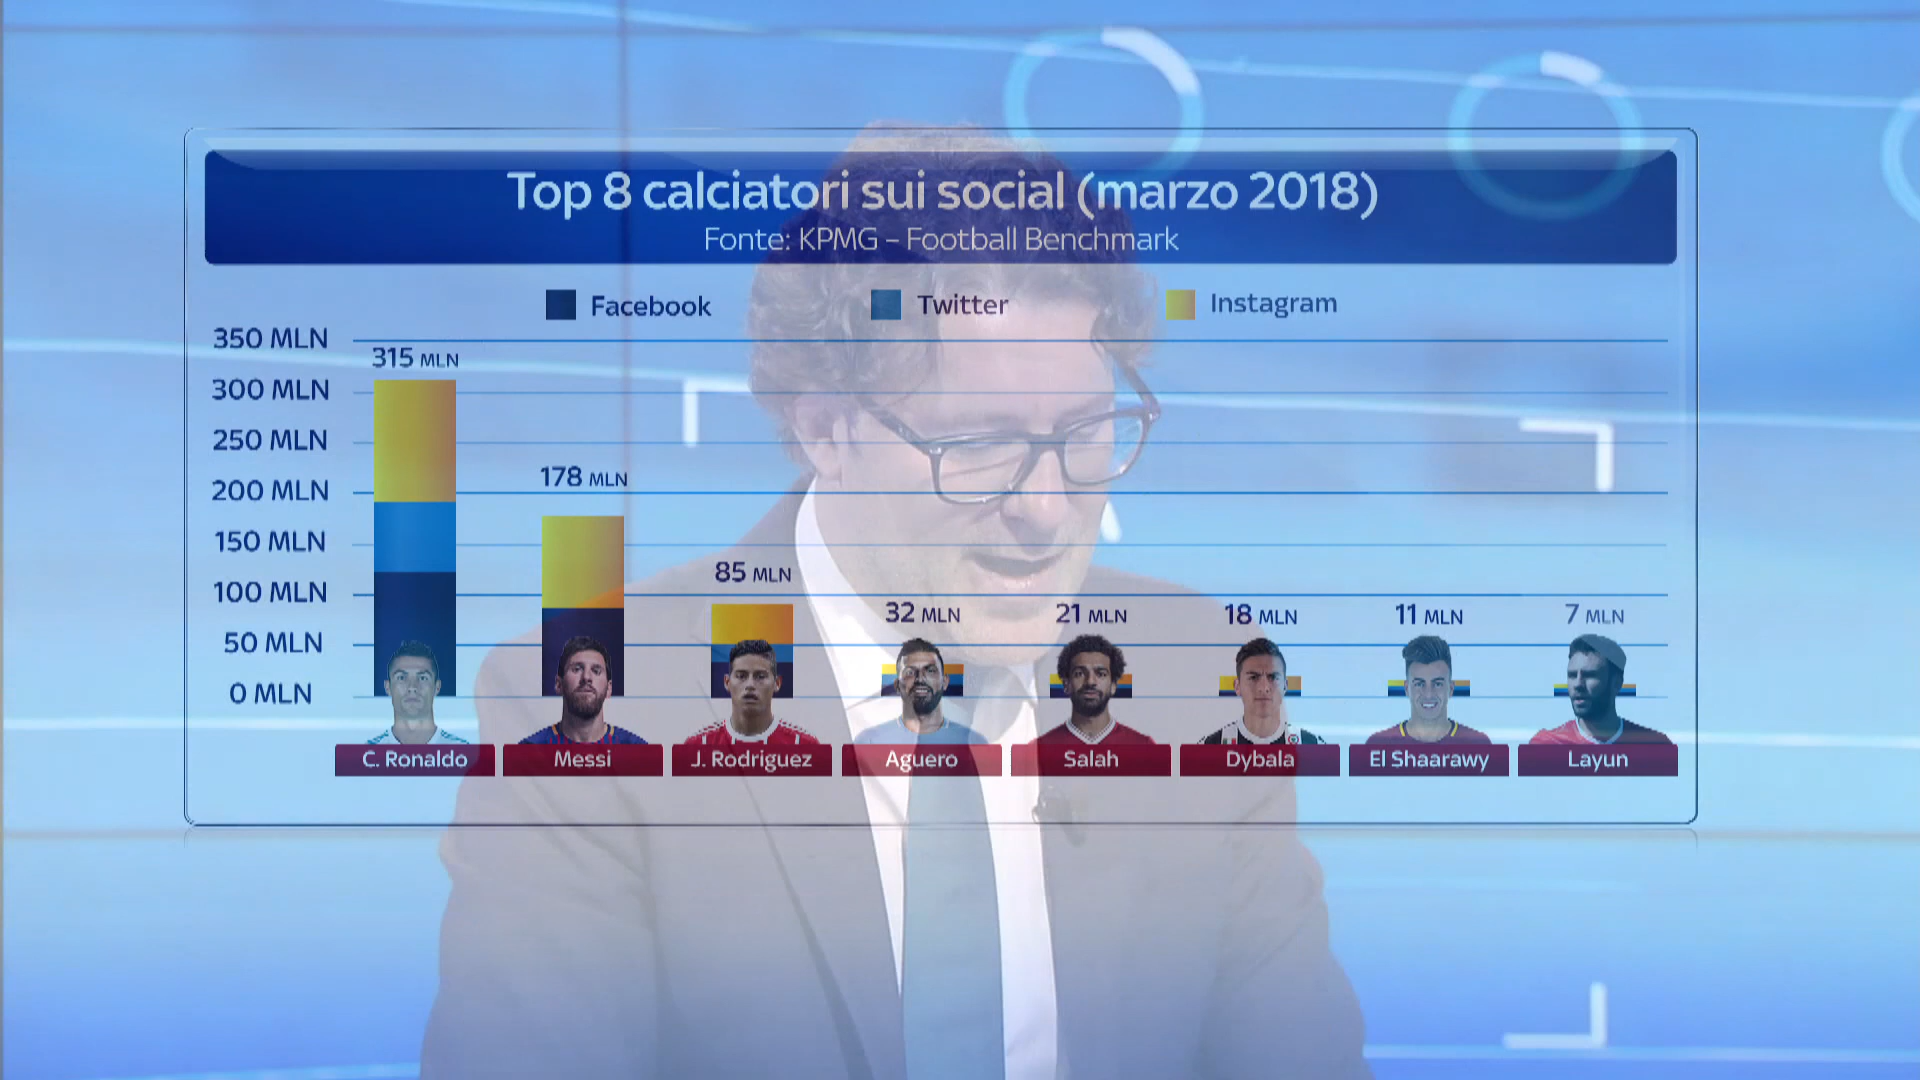 Top 8 calciatori sui social (marzo 2018)
Fonte: KPMG – Football Benchmark
Facebook Twitter Instagram
350 MLN
315 MLN
300 MLN
250 MLN
200 MLN
178 MLN
150 MLN
85 MLN
100 MLN
32 MLN 21 MLN 18 MLN 11 MLN 7 MLN
50 MLN
0 MLN
C. Ronaldo Messi J. Rodriguez Aguero Salah Dybala El Shaarawy Layun